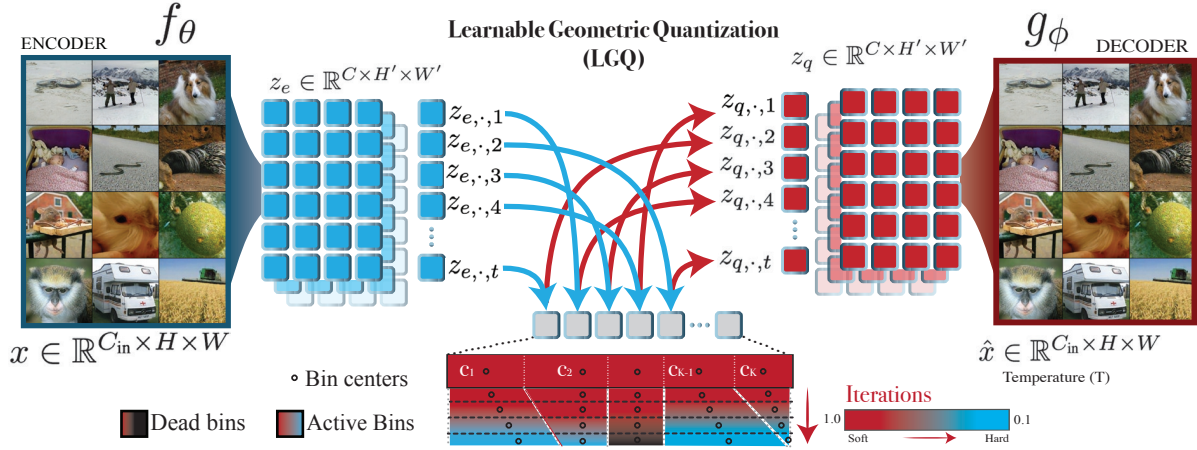 ENCODER
f_θ
Learnable Geometric Quantization
(LGQ)
g_ϕ
DECODER
z_e ∈ ℝ^{C×H′×W′}
z_q ∈ ℝ^{C×H′×W′}
z_{e,·,1}
z_{e,·,2}
z_{e,·,3}
z_{e,·,4}
z_{e,·,t}
z_{q,·,1}
z_{q,·,2}
z_{q,·,3}
z_{q,·,4}
z_{q,·,t}
x ∈ ℝ^{C_in×H×W}
x̂ ∈ ℝ^{C_in×H×W}
Bin centers
C_1
C_2
C_{K-1}
C_K
Temperature (T)
Iterations
1.0
0.1
Soft
Hard
Dead bins
Active Bins